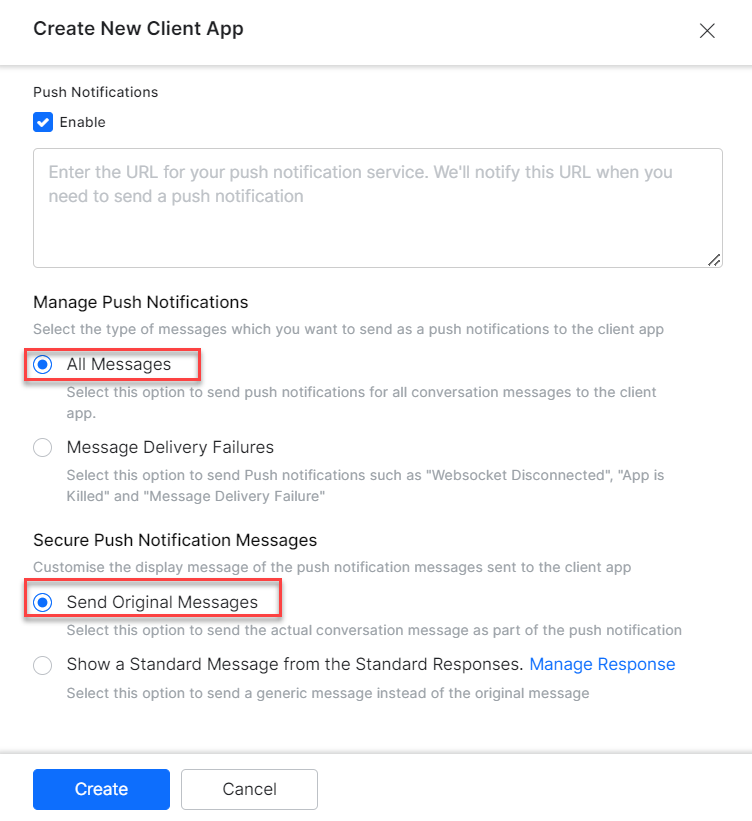 Create New Client App
Push Notifications
Enable
Enter the URL for your push notification service. We'll notify this URL when you
need to send a push notification
Manage Push Notifications
Select the type of messages which you want to send as a push notifications to the client app
All Messages
Select this option to send push notifications for all conversation messages to the client
app.
Message Delivery Failures
Select this option to send Push notifications such as "Websocket Disconnected", "App is
Killed" and "Message Delivery Failure"
Secure Push Notification Messages
Customise the display message of the push notification messages sent to the client app
Send Original Messages
Select this option to send the actual conversation message as part of the push notification
Show a Standard Message from the Standard Responses. Manage Response
Select this option to send a generic message instead of the original message
Create Cancel